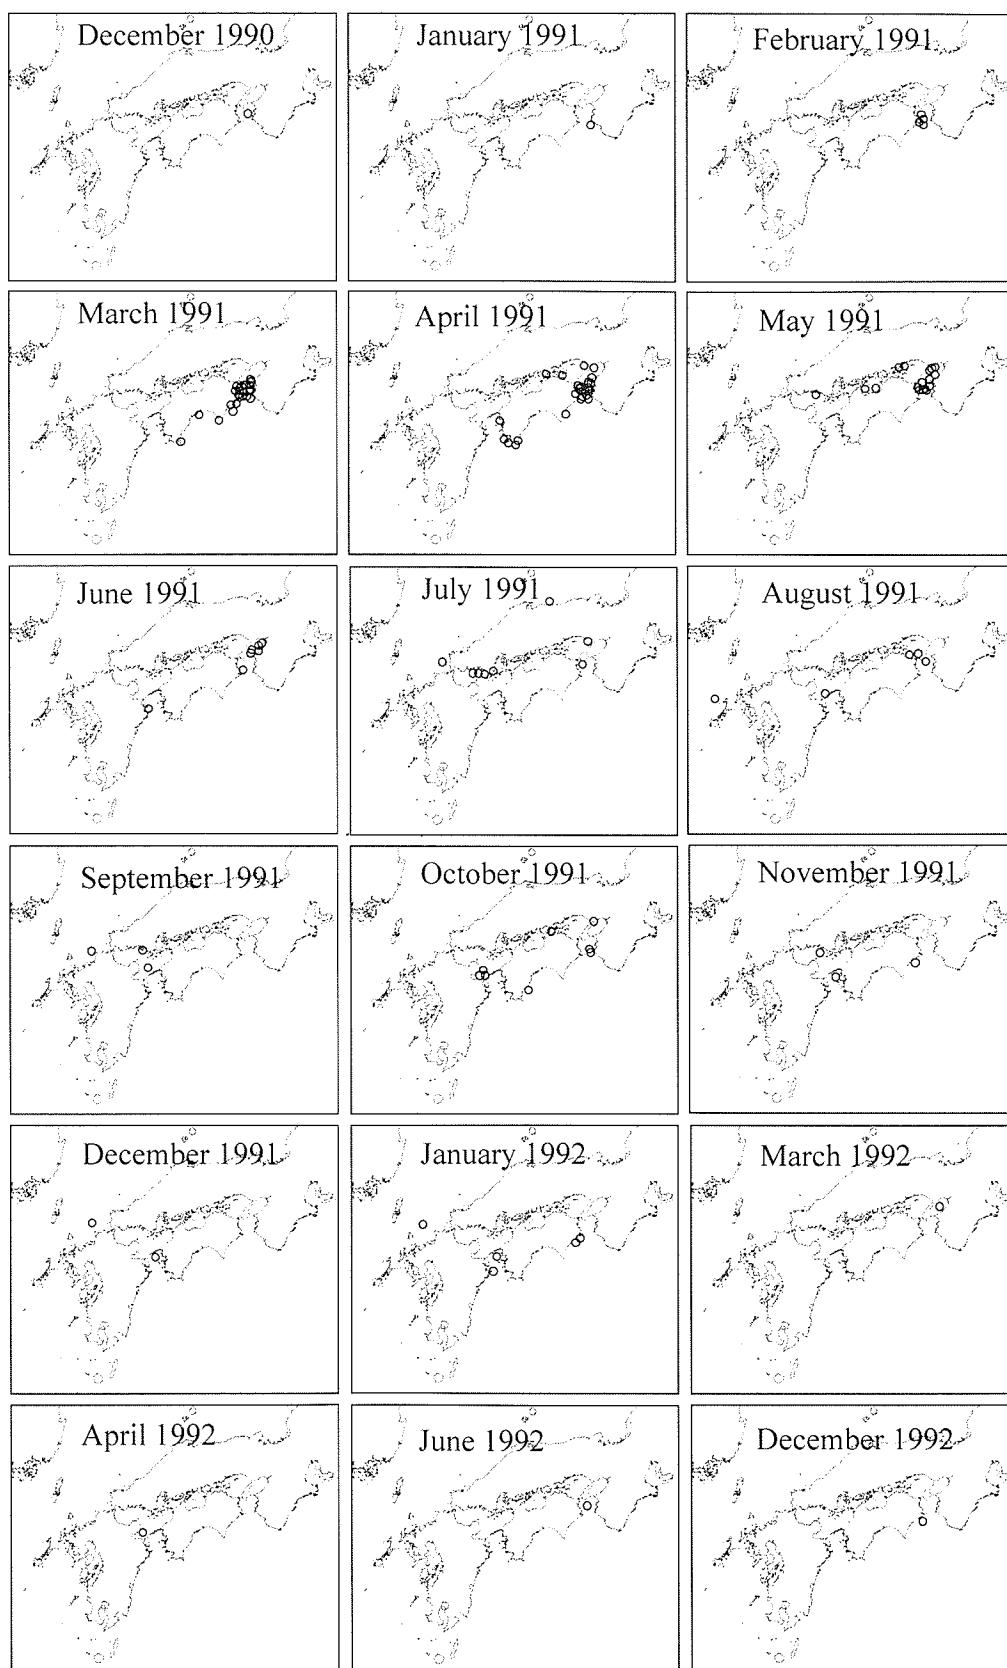 December 1990
January 1991
February 1991
March 1991
April 1991
May 1991
June 1991
July 1991
August 1991
September 1991
October 1991
November 1991
December 1991
January 1992
March 1992
April 1992
June 1992
December 1992